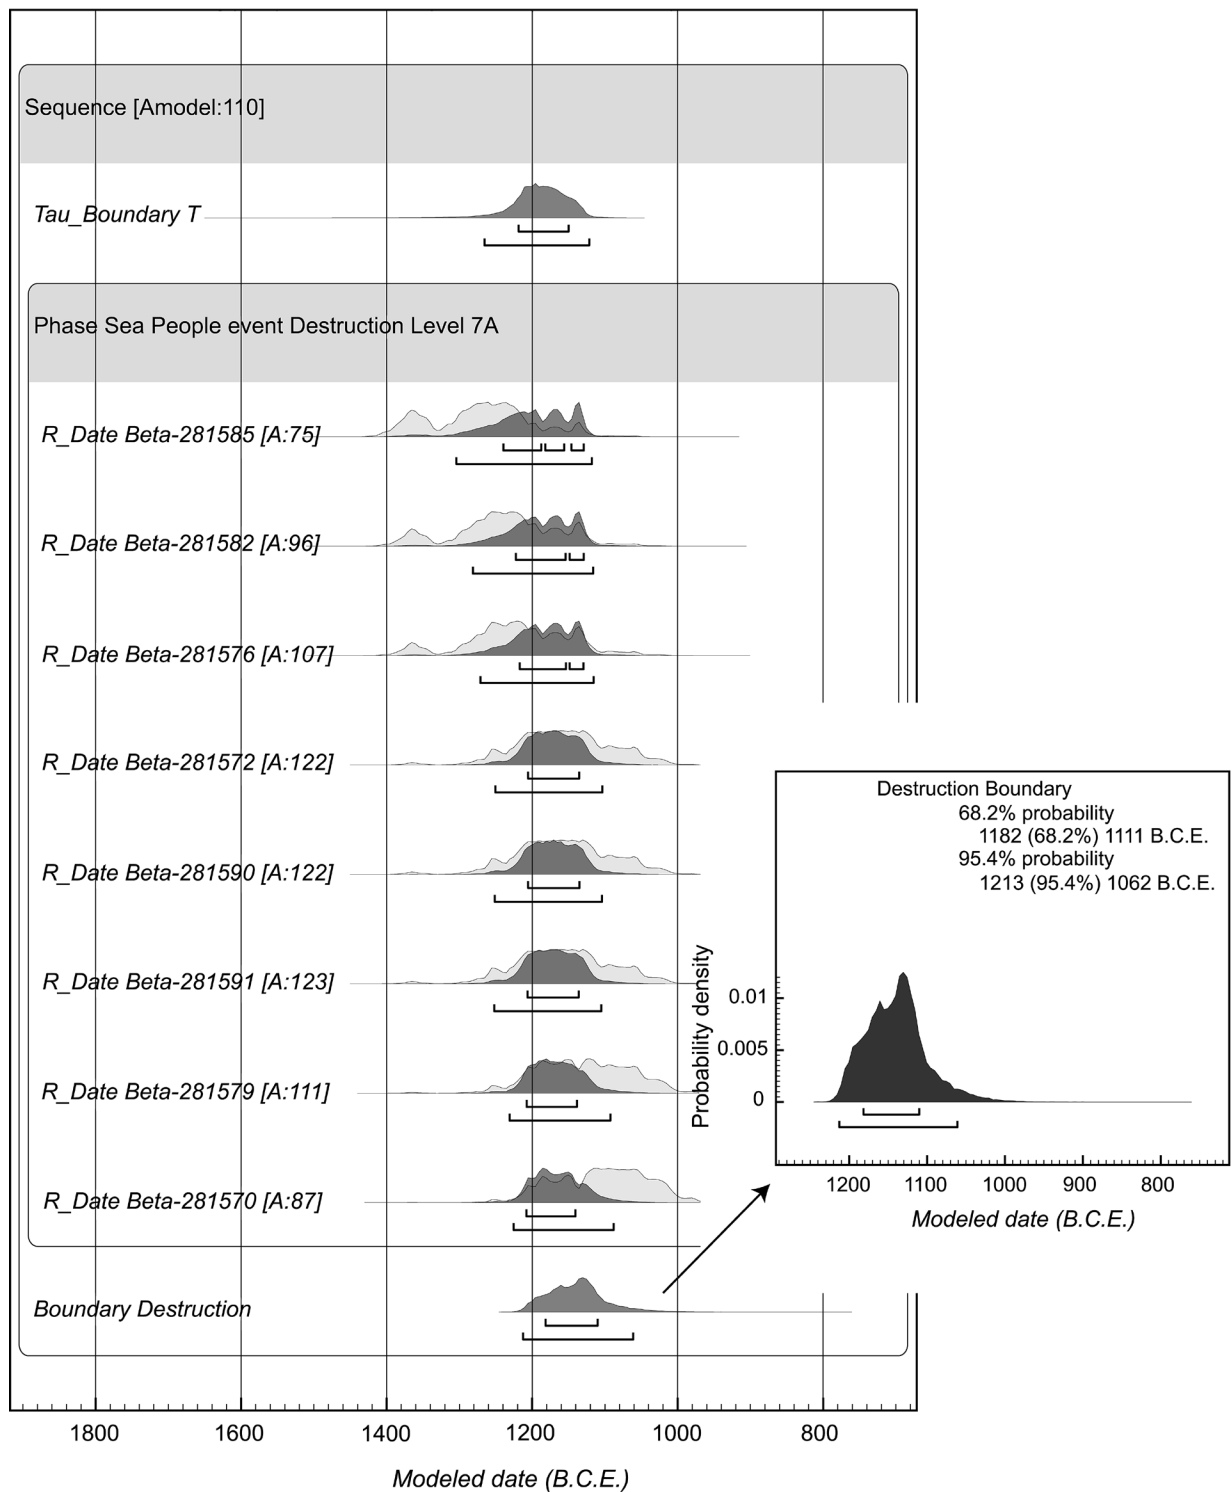 Sequence [Amodel:110]
Tau_Boundary T
Phase Sea People event Destruction Level 7A
R_Date Beta-281585 [A:75]
R_Date Beta-281582 [A:96]
R_Date Beta-281576 [A:107]
R_Date Beta-281572 [A:122]
R_Date Beta-281590 [A:122]
R_Date Beta-281591 [A:123]
R_Date Beta-281579 [A:111]
R_Date Beta-281570 [A:87]
Boundary Destruction
1800 1600 1400 1200 1000 800
Modeled date (B.C.E.)
Destruction Boundary
68.2% probability
1182 (68.2%) 1111 B.C.E.
95.4% probability
1213 (95.4%) 1062 B.C.E.
Probability density
0.01
0.005
0
1200 1100 1000 900 800
Modeled date (B.C.E.)